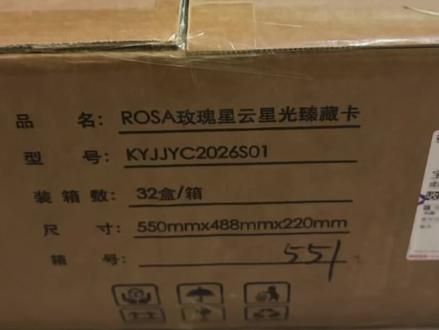 品 名：ROSA玫瑰星云星光臻藏卡
型 号：KYJJYC2026S01
装箱数：32盒/箱
尺 寸：550mmx488mmx220mm
箱 号：551